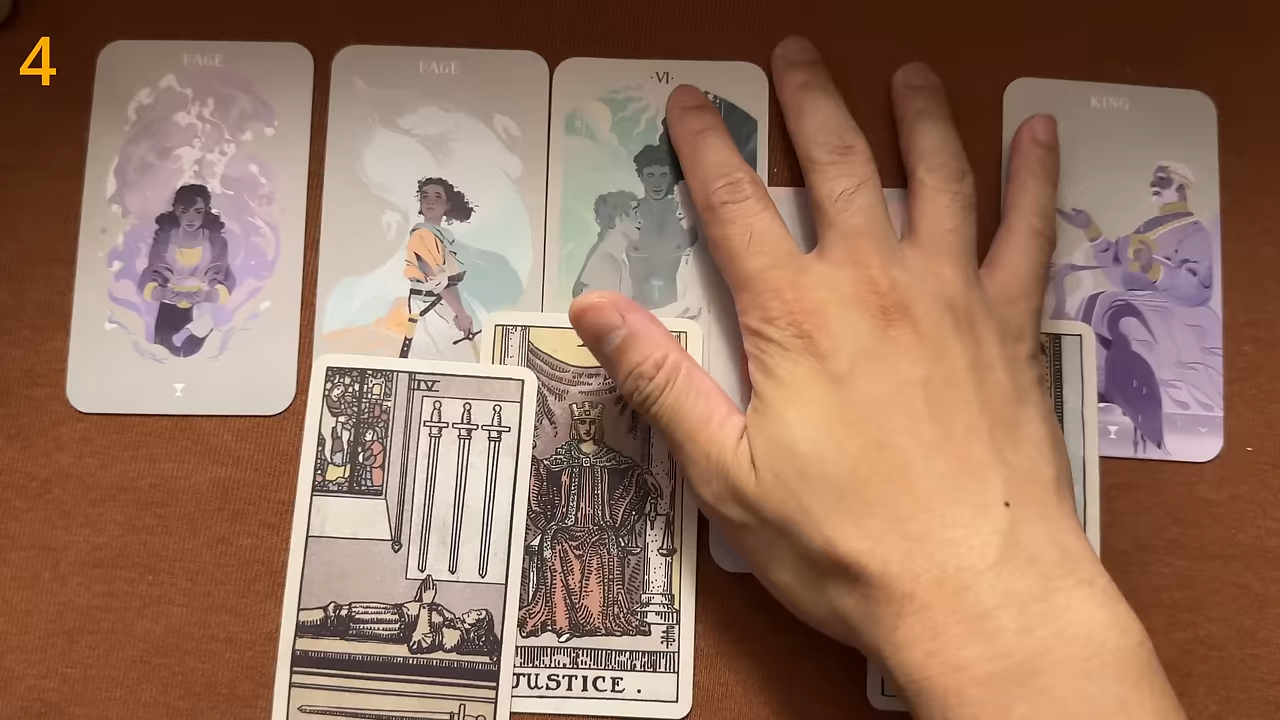 4
PAGE
PAGE
·VI·
KING
IV
JUSTICE.